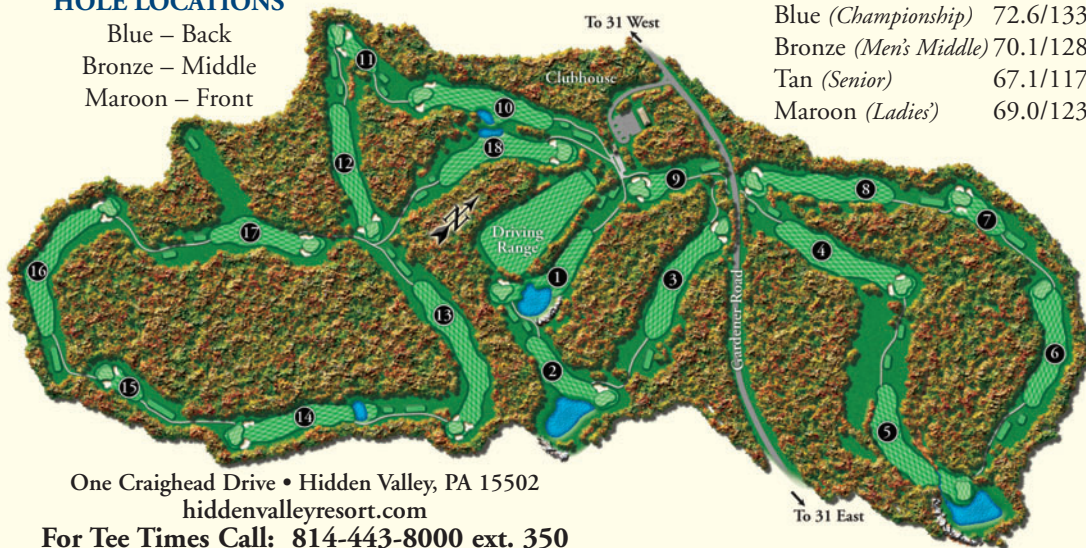 HOLE LOCATIONS
Blue – Back
Bronze – Middle
Maroon – Front
Blue (Championship) 72.6/133
Bronze (Men's Middle) 70.1/128
Tan (Senior) 67.1/117
Maroon (Ladies') 69.0/123
To 31 West
Clubhouse
11
10
12
18
9
8
7
17
N
Driving
Range
4
16
1
3
13
Gardener Road
6
2
15
14
5
To 31 East
One Craighead Drive • Hidden Valley, PA 15502
hiddenvalleyresort.com
For Tee Times Call: 814-443-8000 ext. 350